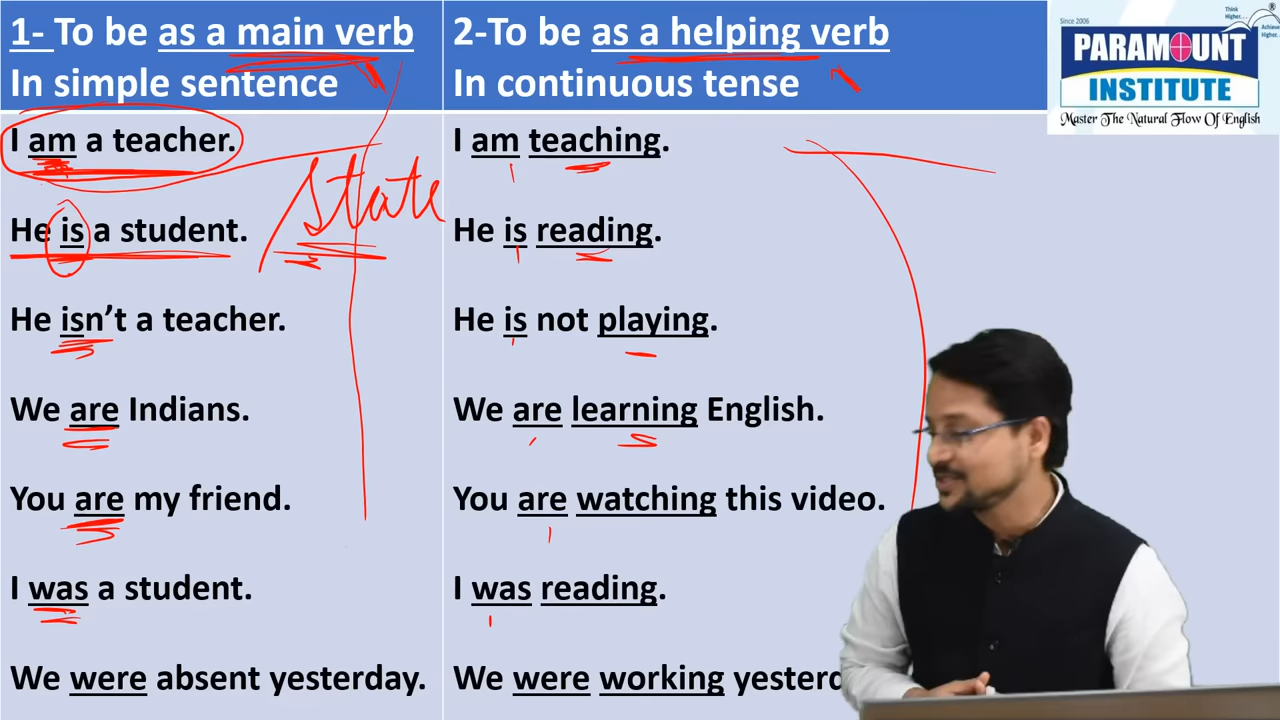 1- To be as a main verb
In simple sentence
2-To be as a helping verb
In continuous tense
Since 2006
Think
Higher...
Achieve
Higher...
®
PARAMOUNT
INSTITUTE
Master The Natural Flow Of English
I am a teacher.
I am teaching.
state
He is a student.
He is reading.
He isn't a teacher.
He is not playing.
We are Indians.
We are learning English.
You are my friend.
You are watching this video.
I was a student.
I was reading.
We were absent yesterday.
We were working yesterd